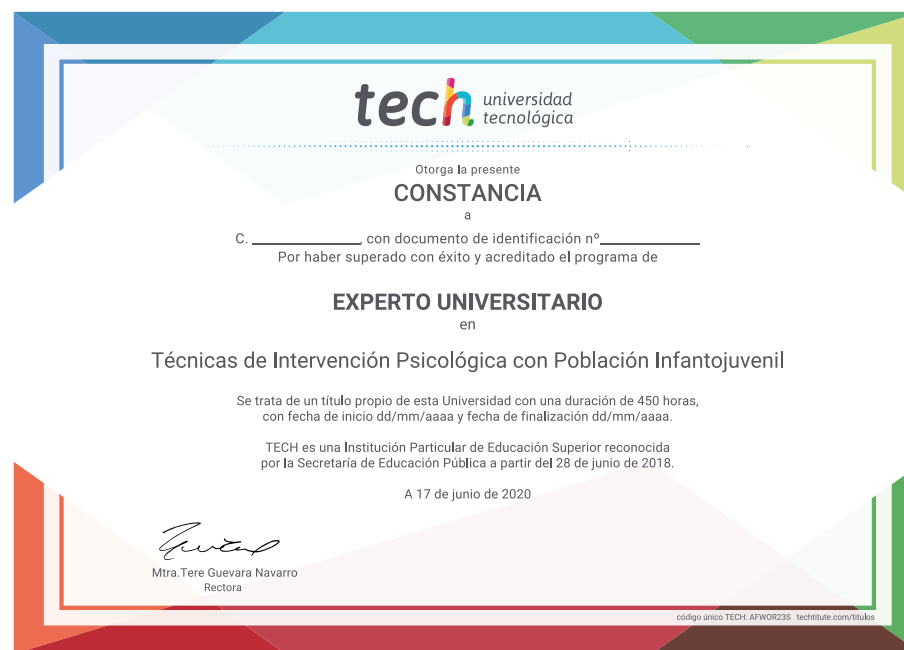 tech universidad
tecnológica
Otorga la presente
CONSTANCIA
a
C. ____________, con documento de identificación nº____________
Por haber superado con éxito y acreditado el programa de
EXPERTO UNIVERSITARIO
en
Técnicas de Intervención Psicológica con Población Infantojuvenil
Se trata de un título propio de esta Universidad con una duración de 450 horas,
con fecha de inicio dd/mm/aaaa y fecha de finalización dd/mm/aaaa.
TECH es una Institución Particular de Educación Superior reconocida
por la Secretaría de Educación Pública a partir del 28 de junio de 2018.
A 17 de junio de 2020
Mtra.Tere Guevara Navarro
Rectora
código único TECH: AFWOR23S techtitute.com/titulos